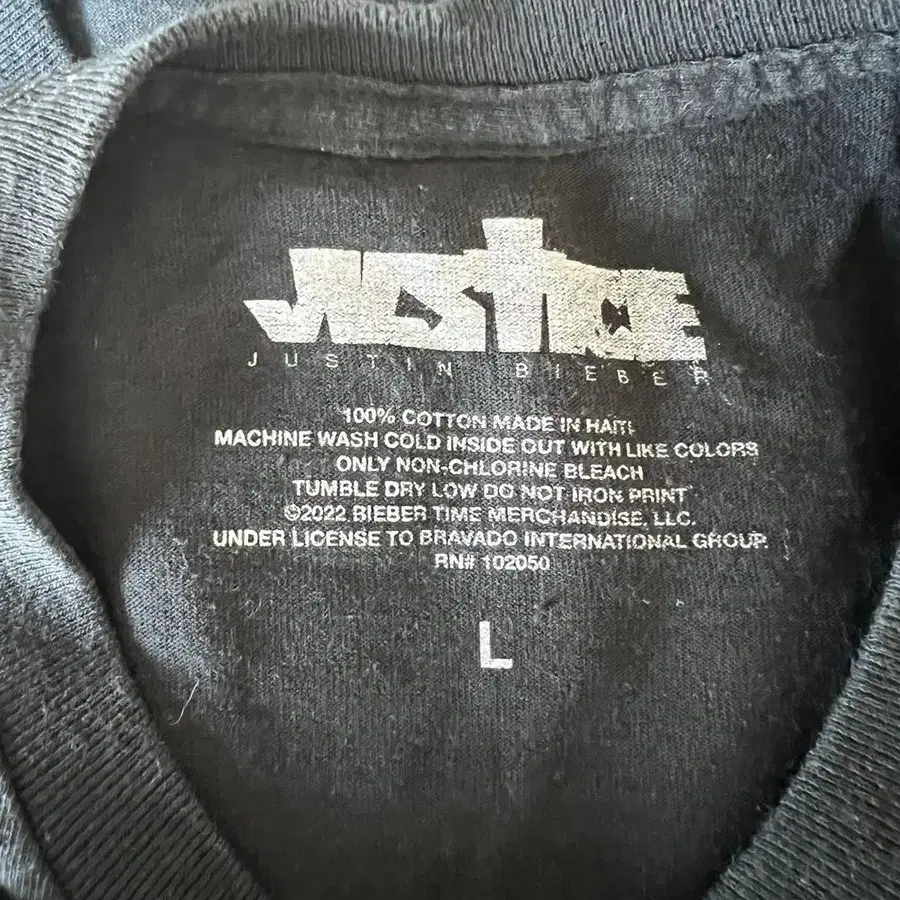 JUSTICE
JUSTIN BIEBER
100% COTTON MADE IN HAITI
MACHINE WASH COLD INSIDE OUT WITH LIKE COLORS
ONLY NON-CHLORINE BLEACH
TUMBLE DRY LOW DO NOT IRON PRINT
©2022 BIEBER TIME MERCHANDISE, LLC.
UNDER LICENSE TO BRAVADO INTERNATIONAL GROUP.
RN# 102050
L